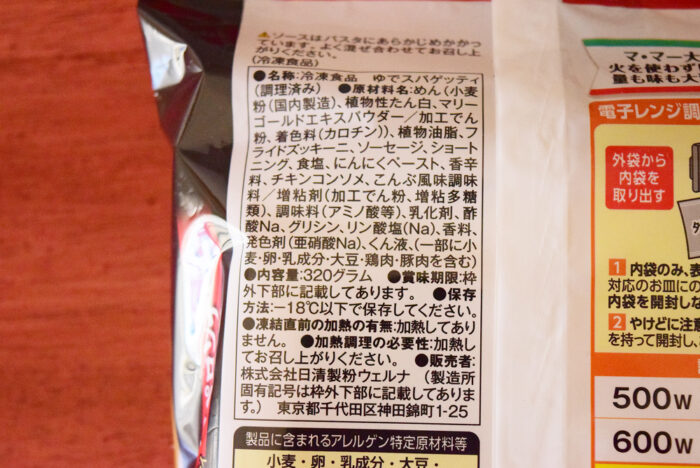 ⚠ソースはパスタにあらかじめかかっ
ています。よく混ぜ合わせてお召し上
がりください。
(冷凍食品)
●名称:冷凍食品 ゆでスパゲッティ
(調理済み) ●原材料名:めん(小麦
粉(国内製造)、植物性たん白、マリー
ゴールドエキスパウダー/加工でん
粉、着色料(カロチン))、植物油脂、フ
ライドズッキーニ、ソーセージ、ショート
ニング、食塩、にんにくペースト、香辛
料、チキンコンソメ、こんぶ風味調味
料/増粘剤(加工でん粉、増粘多糖
類)、調味料(アミノ酸等)、乳化剤、酢
酸Na、グリシン、リン酸塩(Na)、香料、
発色剤(亜硝酸Na)、くん液、(一部に小
麦・卵・乳成分・大豆・鶏肉・豚肉を含む)
●内容量:320グラム ●賞味期限:枠
外下部に記載してあります。 ●保存
方法:−18℃以下で保存してください。
●凍結直前の加熱の有無:加熱してあり
ません。 ●加熱調理の必要性:加熱し
てお召し上がりください。 ●販売者:
株式会社日清製粉ウェルナ (製造所
固有記号は枠外下部に記載してありま
す。) 東京都千代田区神田錦町1-25
製品に含まれるアレルゲン特定原材料等
小麦・卵・乳成分・大豆・
マ・マー大
火を使わず
量も味も大
電子レンジ調
外袋から
内袋を
取り出す
1 内袋のみ、表
対応のお皿にの
内袋を開封しな
2 やけどに注意
を持って開封し、
500W
600W